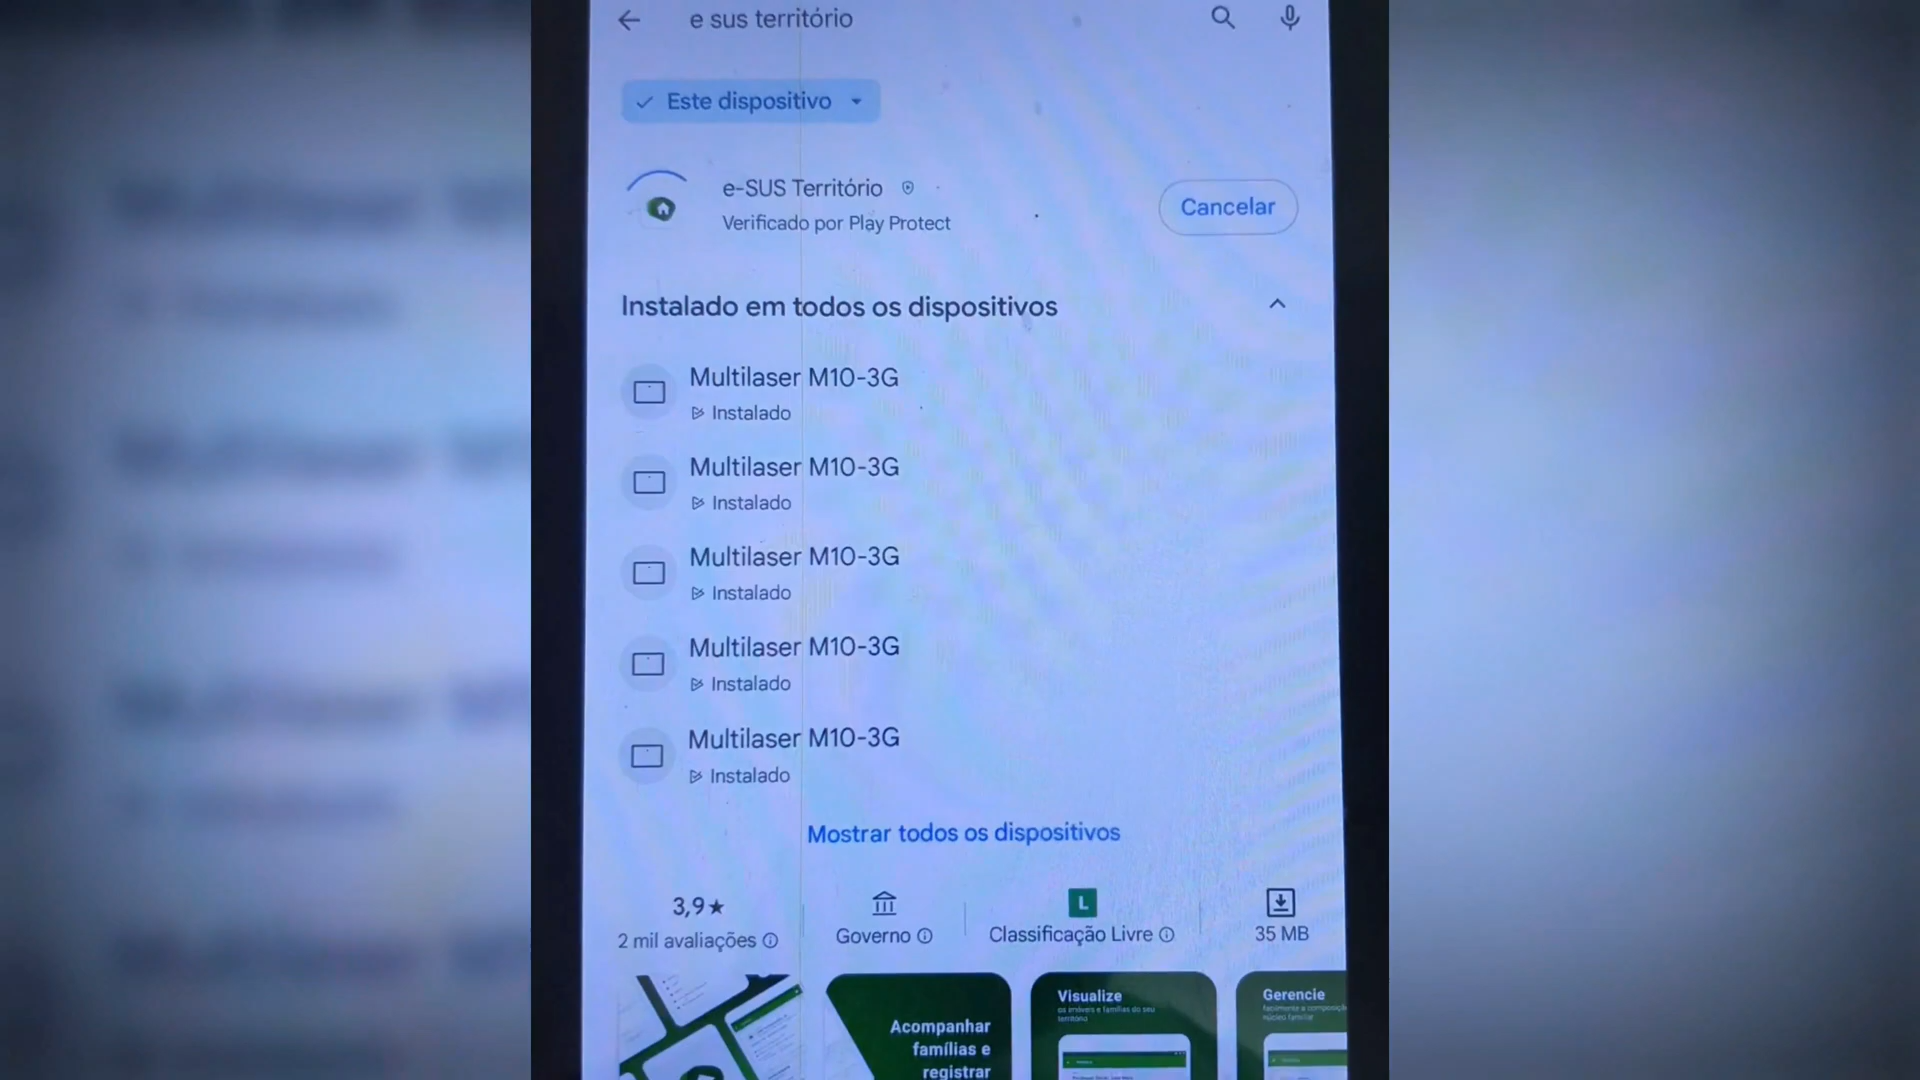 e sus território
Este dispositivo
e-SUS Território
Verificado por Play Protect
Cancelar
Instalado em todos os dispositivos
Multilaser M10-3G
Instalado
Multilaser M10-3G
Instalado
Multilaser M10-3G
Instalado
Multilaser M10-3G
Instalado
Multilaser M10-3G
Instalado
Mostrar todos os dispositivos
3,9★
2 mil avaliações
Governo
L
Classificação Livre
35 MB
Acompanhar
famílias e
registrar
Visualize
os imóveis e famílias do seu
território
Gerencie
facilmente a
núcleo familiar